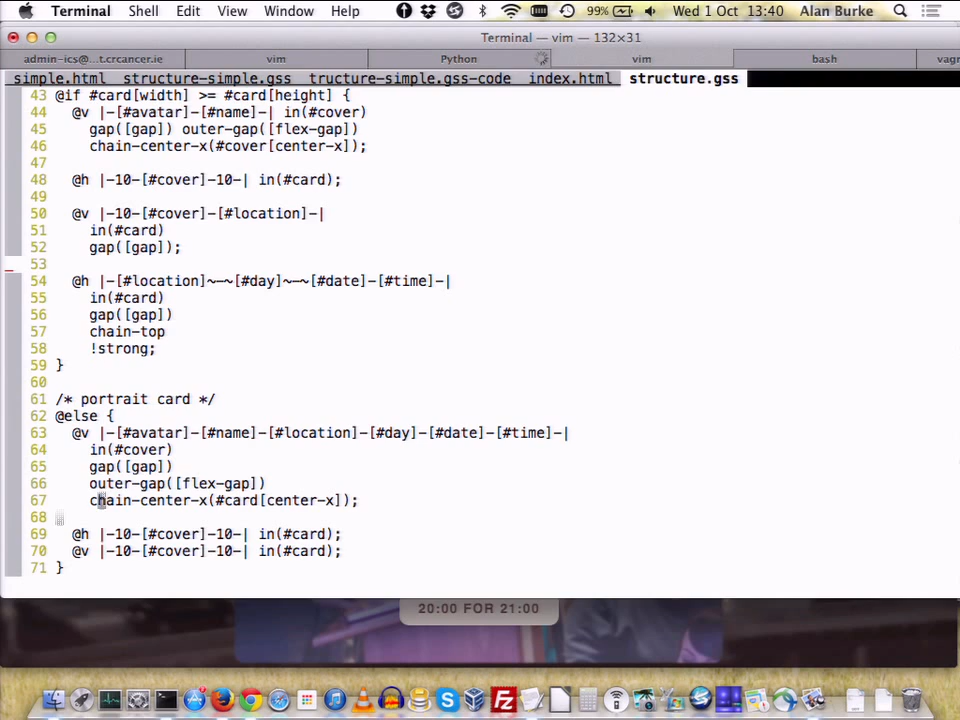 Terminal Shell Edit View Window Help 99% Wed 1 Oct 13:40 Alan Burke
Terminal — vim — 132×31
admin-ics@...t.crcancer.ie vim Python vim bash vagr
simple.html structure-simple.gss tructure-simple.gss-code index.html structure.gss
43 @if #card[width] >= #card[height] {
44 @v |-[#avatar]-[#name]-| in(#cover)
45 gap([gap]) outer-gap([flex-gap])
46 chain-center-x(#cover[center-x]);
47
48 @h |-10-[#cover]-10-| in(#card);
49
50 @v |-10-[#cover]-[#location]-|
51 in(#card)
52 gap([gap]);
53
54 @h |-[#location]~-~[#day]~-~[#date]-[#time]-|
55 in(#card)
56 gap([gap])
57 chain-top
58 !strong;
59 }
60
61 /* portrait card */
62 @else {
63 @v |-[#avatar]-[#name]-[#location]-[#day]-[#date]-[#time]-|
64 in(#cover)
65 gap([gap])
66 outer-gap([flex-gap])
67 chain-center-x(#card[center-x]);
68
69 @h |-10-[#cover]-10-| in(#card);
70 @v |-10-[#cover]-10-| in(#card);
71 }
20:00 FOR 21:00